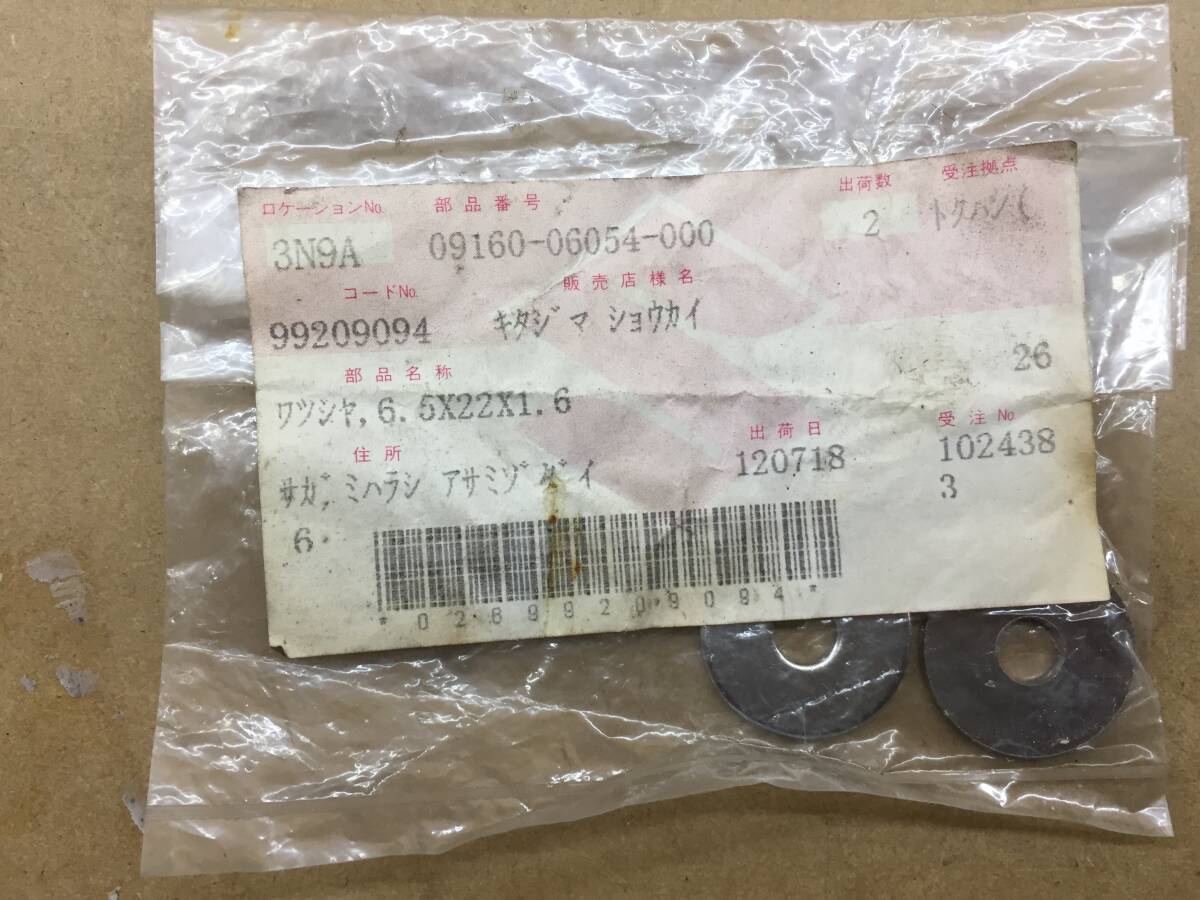 ロケーションNo. 部品番号 出荷数 受注拠点
3N9A 09160-06054-000 2 トクハン(
コードNo. 販売店様名
99209094 キタジマ ショウカイ
部品名称 26
ワツシヤ,6.5X22X1.6
住所 出荷日 受注No
サガ,ミハラシ アサミゾダイ 120718 102438
6 3
*0269920 9094*